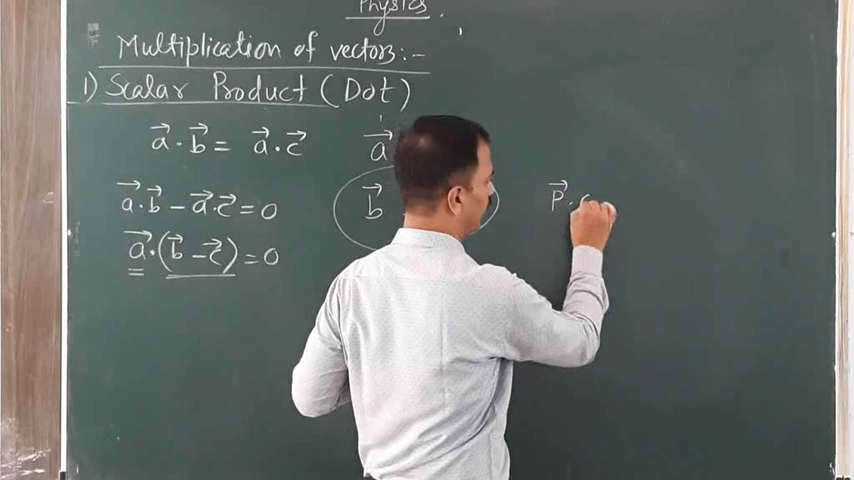 Physics.
Multiplication of vectors:-
1) Scalar Product (Dot)
a⃗·b⃗ = a⃗·c⃗
a⃗
a⃗·b⃗ - a⃗·c⃗ = 0
b⃗
P⃗·
a⃗·(b⃗ - c⃗) = 0